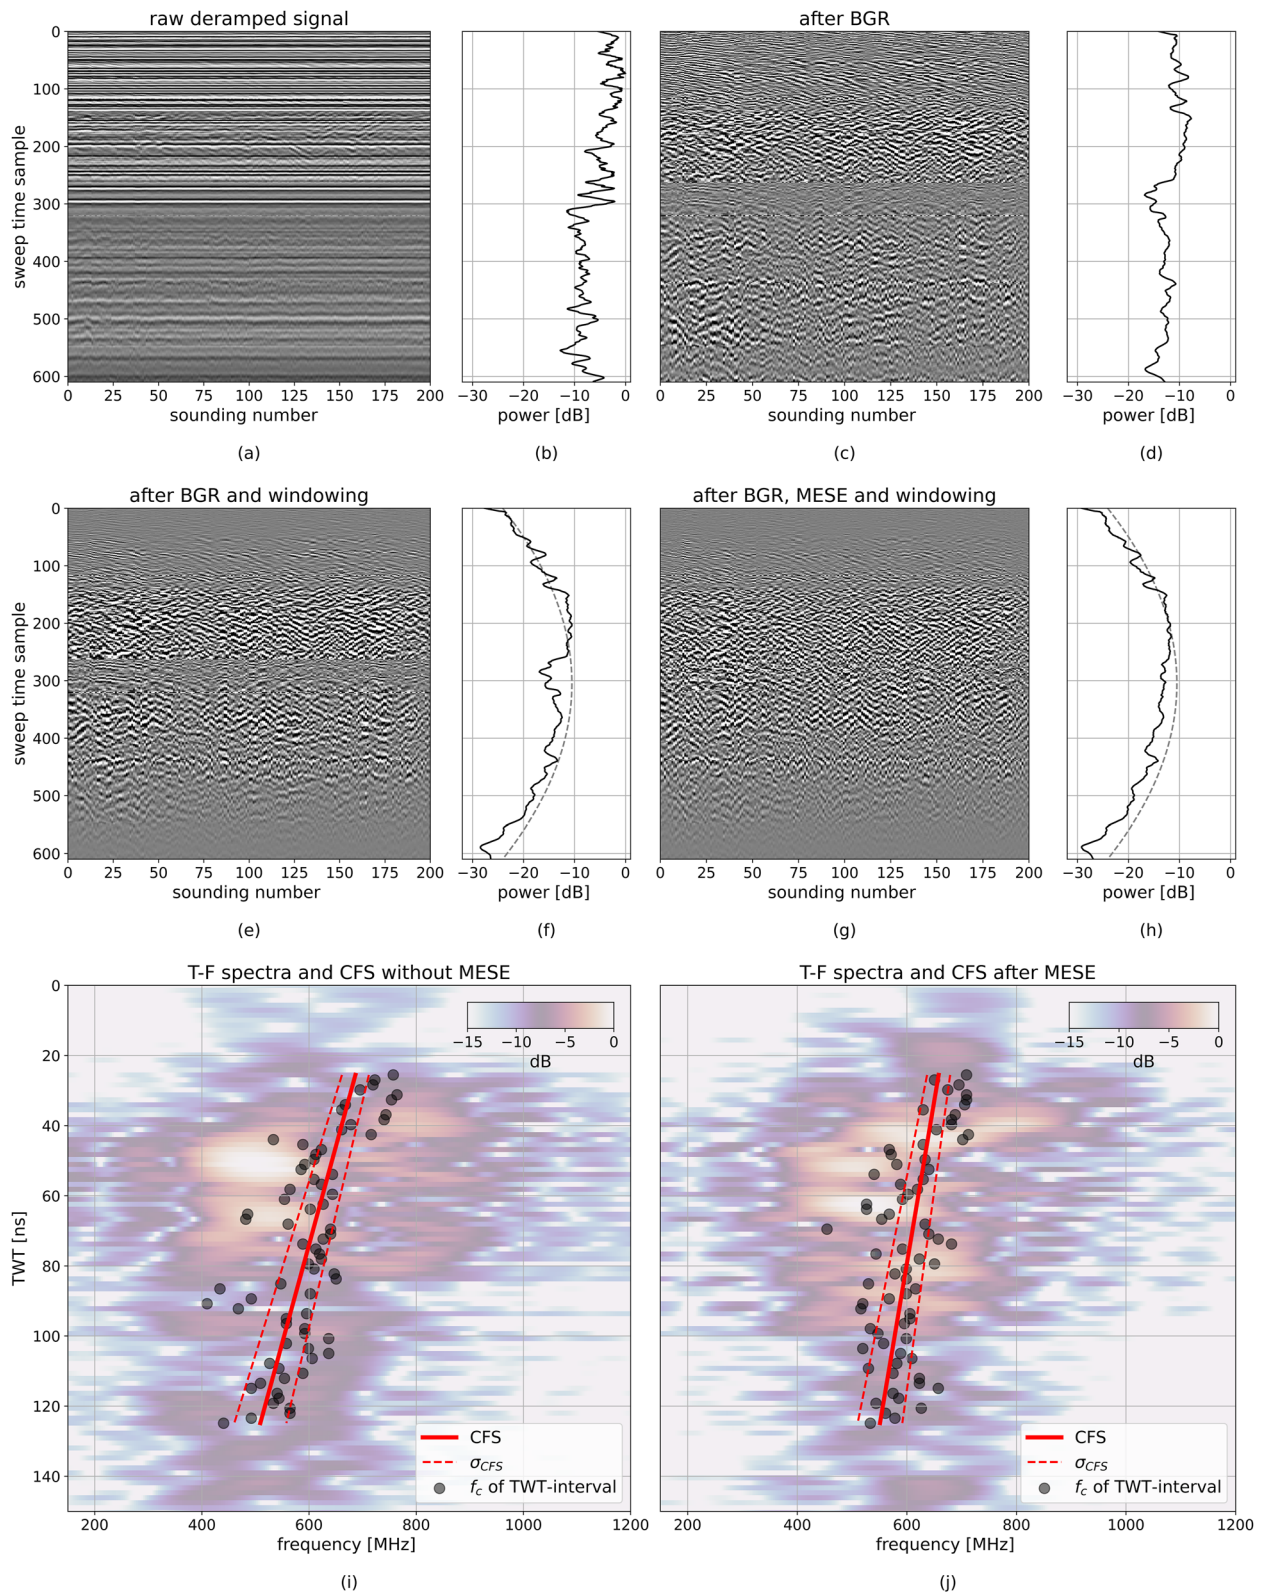 raw deramped signal
after BGR
0
100
200
300
400
500
600
sweep time sample
0 25 50 75 100 125 150 175 200
−30 −20 −10 0
0 25 50 75 100 125 150 175 200
−30 −20 −10 0
sounding number
power [dB]
sounding number
power [dB]
(a)
(b)
(c)
(d)
after BGR and windowing
after BGR, MESE and windowing
0
100
200
300
400
500
600
sweep time sample
0 25 50 75 100 125 150 175 200
−30 −20 −10 0
0 25 50 75 100 125 150 175 200
−30 −20 −10 0
sounding number
power [dB]
sounding number
power [dB]
(e)
(f)
(g)
(h)
T-F spectra and CFS without MESE
T-F spectra and CFS after MESE
0
20
40
60
80
100
120
140
TWT [ns]
−15 −10 −5 0
dB
−15 −10 −5 0
dB
CFS
σCFS
fc of TWT-interval
CFS
σCFS
fc of TWT-interval
200 400 600 800 1000 1200
200 400 600 800 1000 1200
frequency [MHz]
frequency [MHz]
(i)
(j)